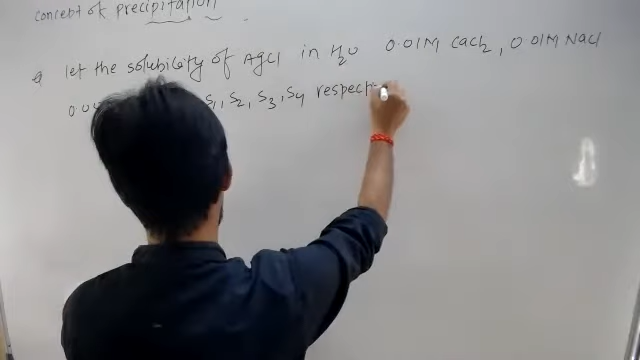 concept of precipitation
Q let the solubility of AgCl in H2O 0.01M CaCl2, 0.01M NaCl
S1, S2, S3, S4 respecti